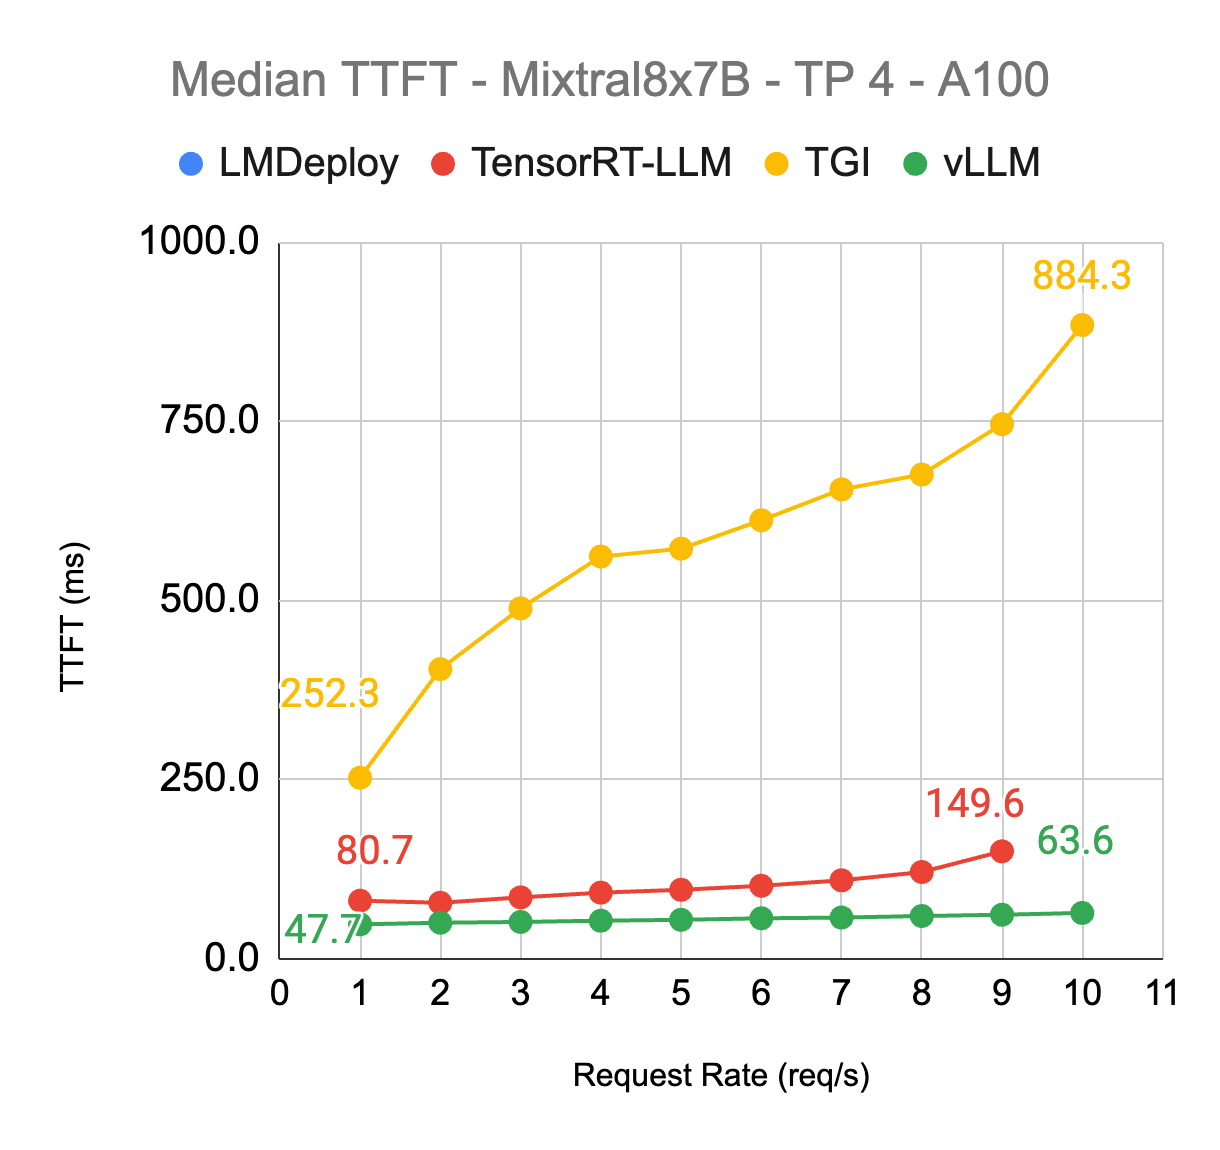 Median TTFT - Mixtral8x7B - TP 4 - A100
LMDeploy TensorRT-LLM TGI vLLM
1000.0
884.3
750.0
500.0
252.3
250.0
149.6
63.6
80.7
47.7
0.0
0 1 2 3 4 5 6 7 8 9 10 11
TTFT (ms)
Request Rate (req/s)